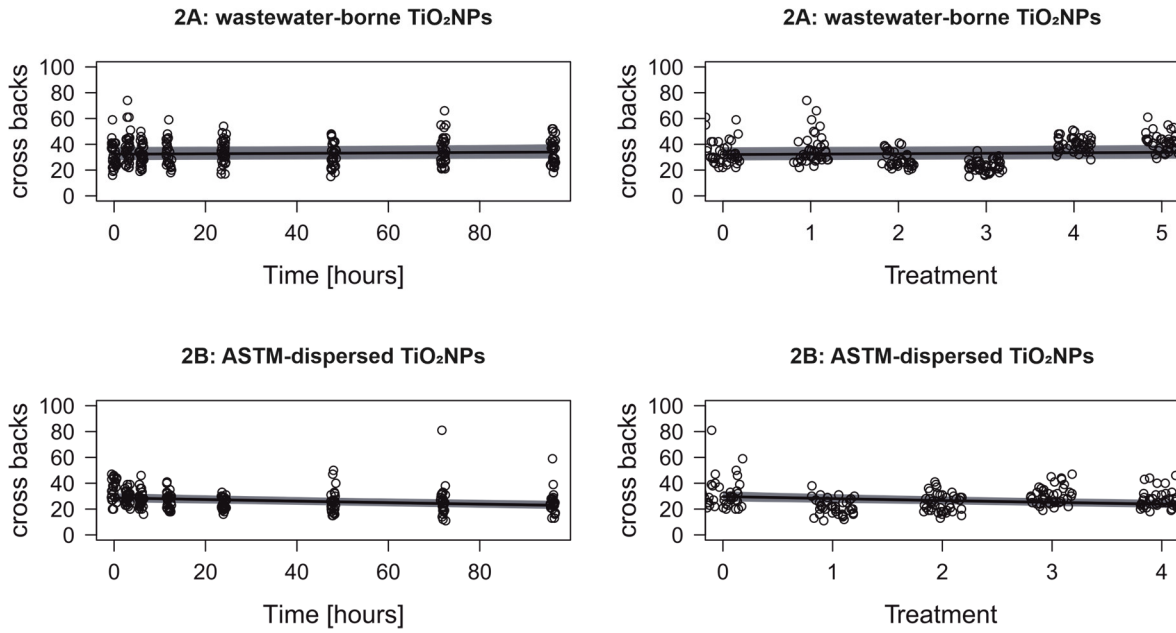 2A: wastewater-borne TiO₂NPs
cross backs
100
80
60
40
20
0
0 20 40 60 80
Time [hours]
2A: wastewater-borne TiO₂NPs
cross backs
100
80
60
40
20
0
0 1 2 3 4 5
Treatment
2B: ASTM-dispersed TiO₂NPs
cross backs
100
80
60
40
20
0
0 20 40 60 80
Time [hours]
2B: ASTM-dispersed TiO₂NPs
cross backs
100
80
60
40
20
0
0 1 2 3 4
Treatment